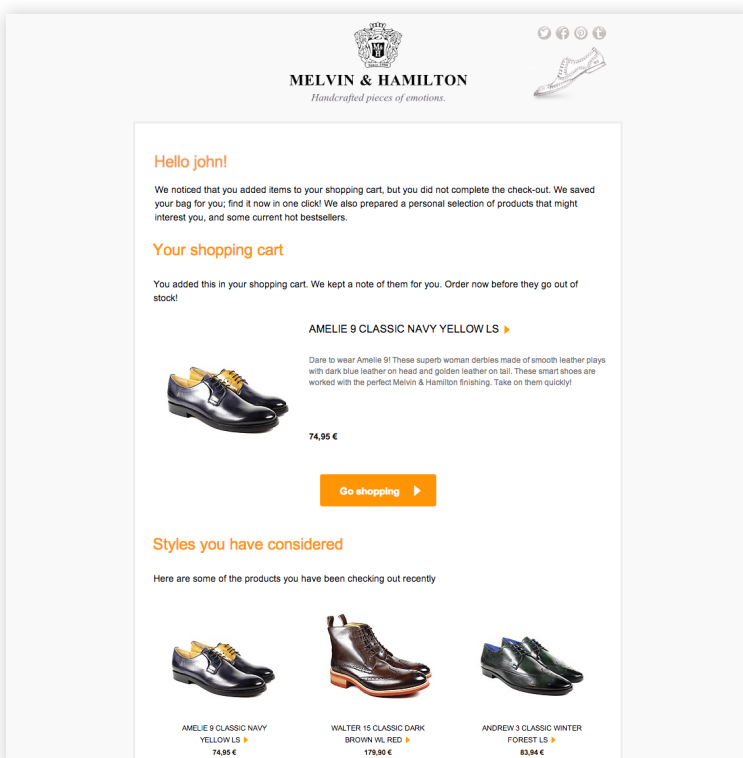 M&H
Since 1988
MELVIN & HAMILTON
Handcrafted pieces of emotions.
Hello john!
We noticed that you added items to your shopping cart, but you did not complete the check-out. We saved
your bag for you; find it now in one click! We also prepared a personal selection of products that might
interest you, and some current hot bestsellers.
Your shopping cart
You added this in your shopping cart. We kept a note of them for you. Order now before they go out of
stock!
AMELIE 9 CLASSIC NAVY YELLOW LS
Dare to wear Amelie 9! These superb woman derbies made of smooth leather plays
with dark blue leather on head and golden leather on tail. These smart shoes are
worked with the perfect Melvin & Hamilton finishing. Take on them quickly!
74,95 €
Go shopping
Styles you have considered
Here are some of the products you have been checking out recently
AMELIE 9 CLASSIC NAVY
YELLOW LS
74,95 €
WALTER 15 CLASSIC DARK
BROWN WL RED
179,90 €
ANDREW 3 CLASSIC WINTER
FOREST LS
83,94 €